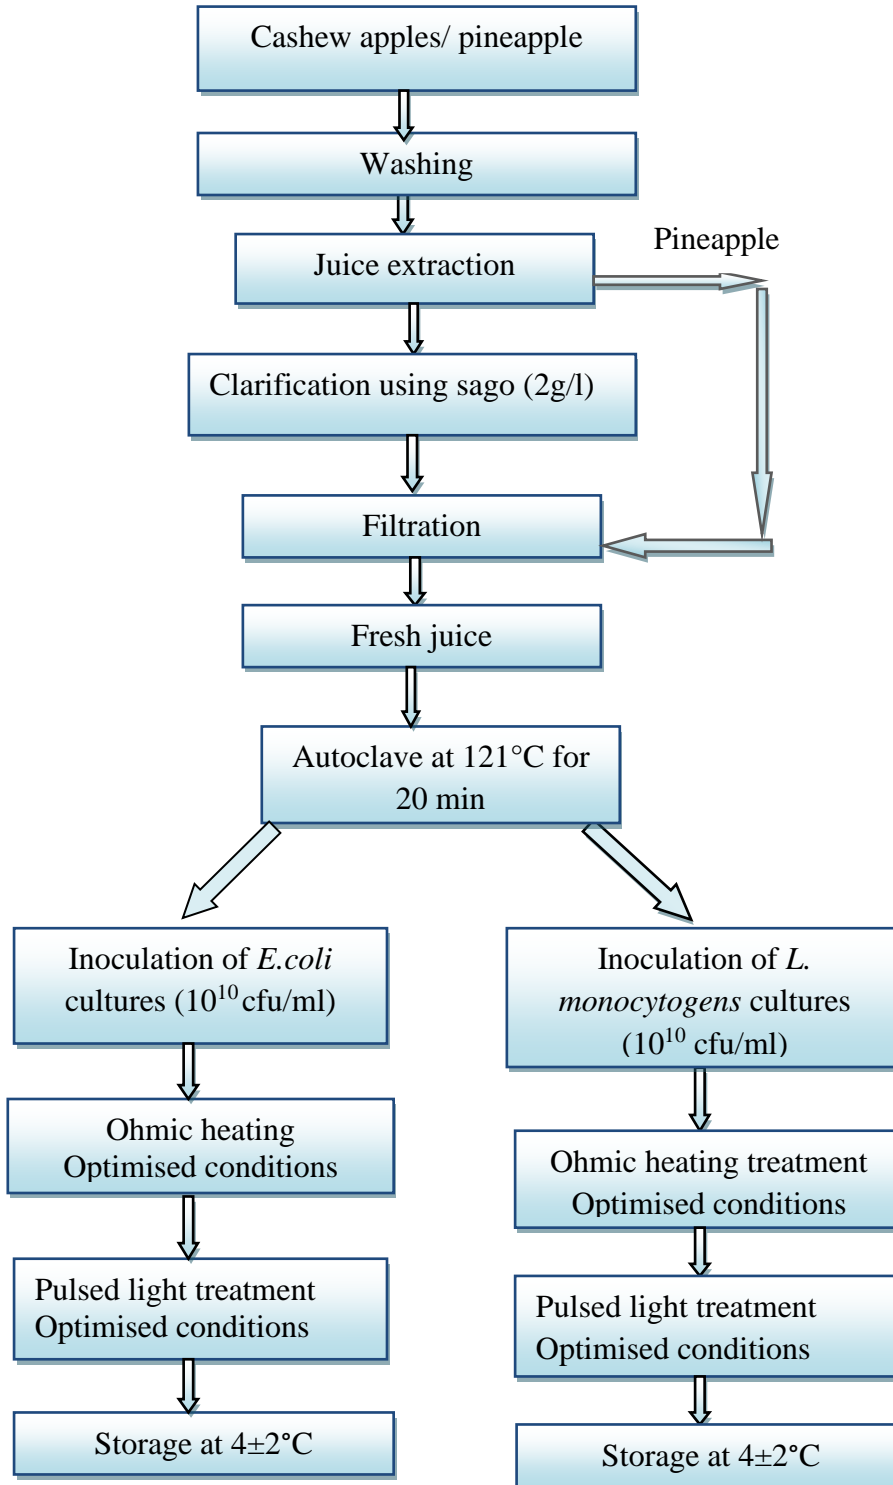 Cashew apples/ pineapple
Washing
Pineapple
Juice extraction
Clarification using sago (2g/l)
Filtration
Fresh juice
Autoclave at 121°C for
20 min
Inoculation of E.coli
cultures (10¹⁰ cfu/ml)
Ohmic heating
Optimised conditions
Pulsed light treatment
Optimised conditions
Storage at 4±2°C
Inoculation of L.
monocytogens cultures
(10¹⁰ cfu/ml)
Ohmic heating treatment
Optimised conditions
Pulsed light treatment
Optimised conditions
Storage at 4±2°C